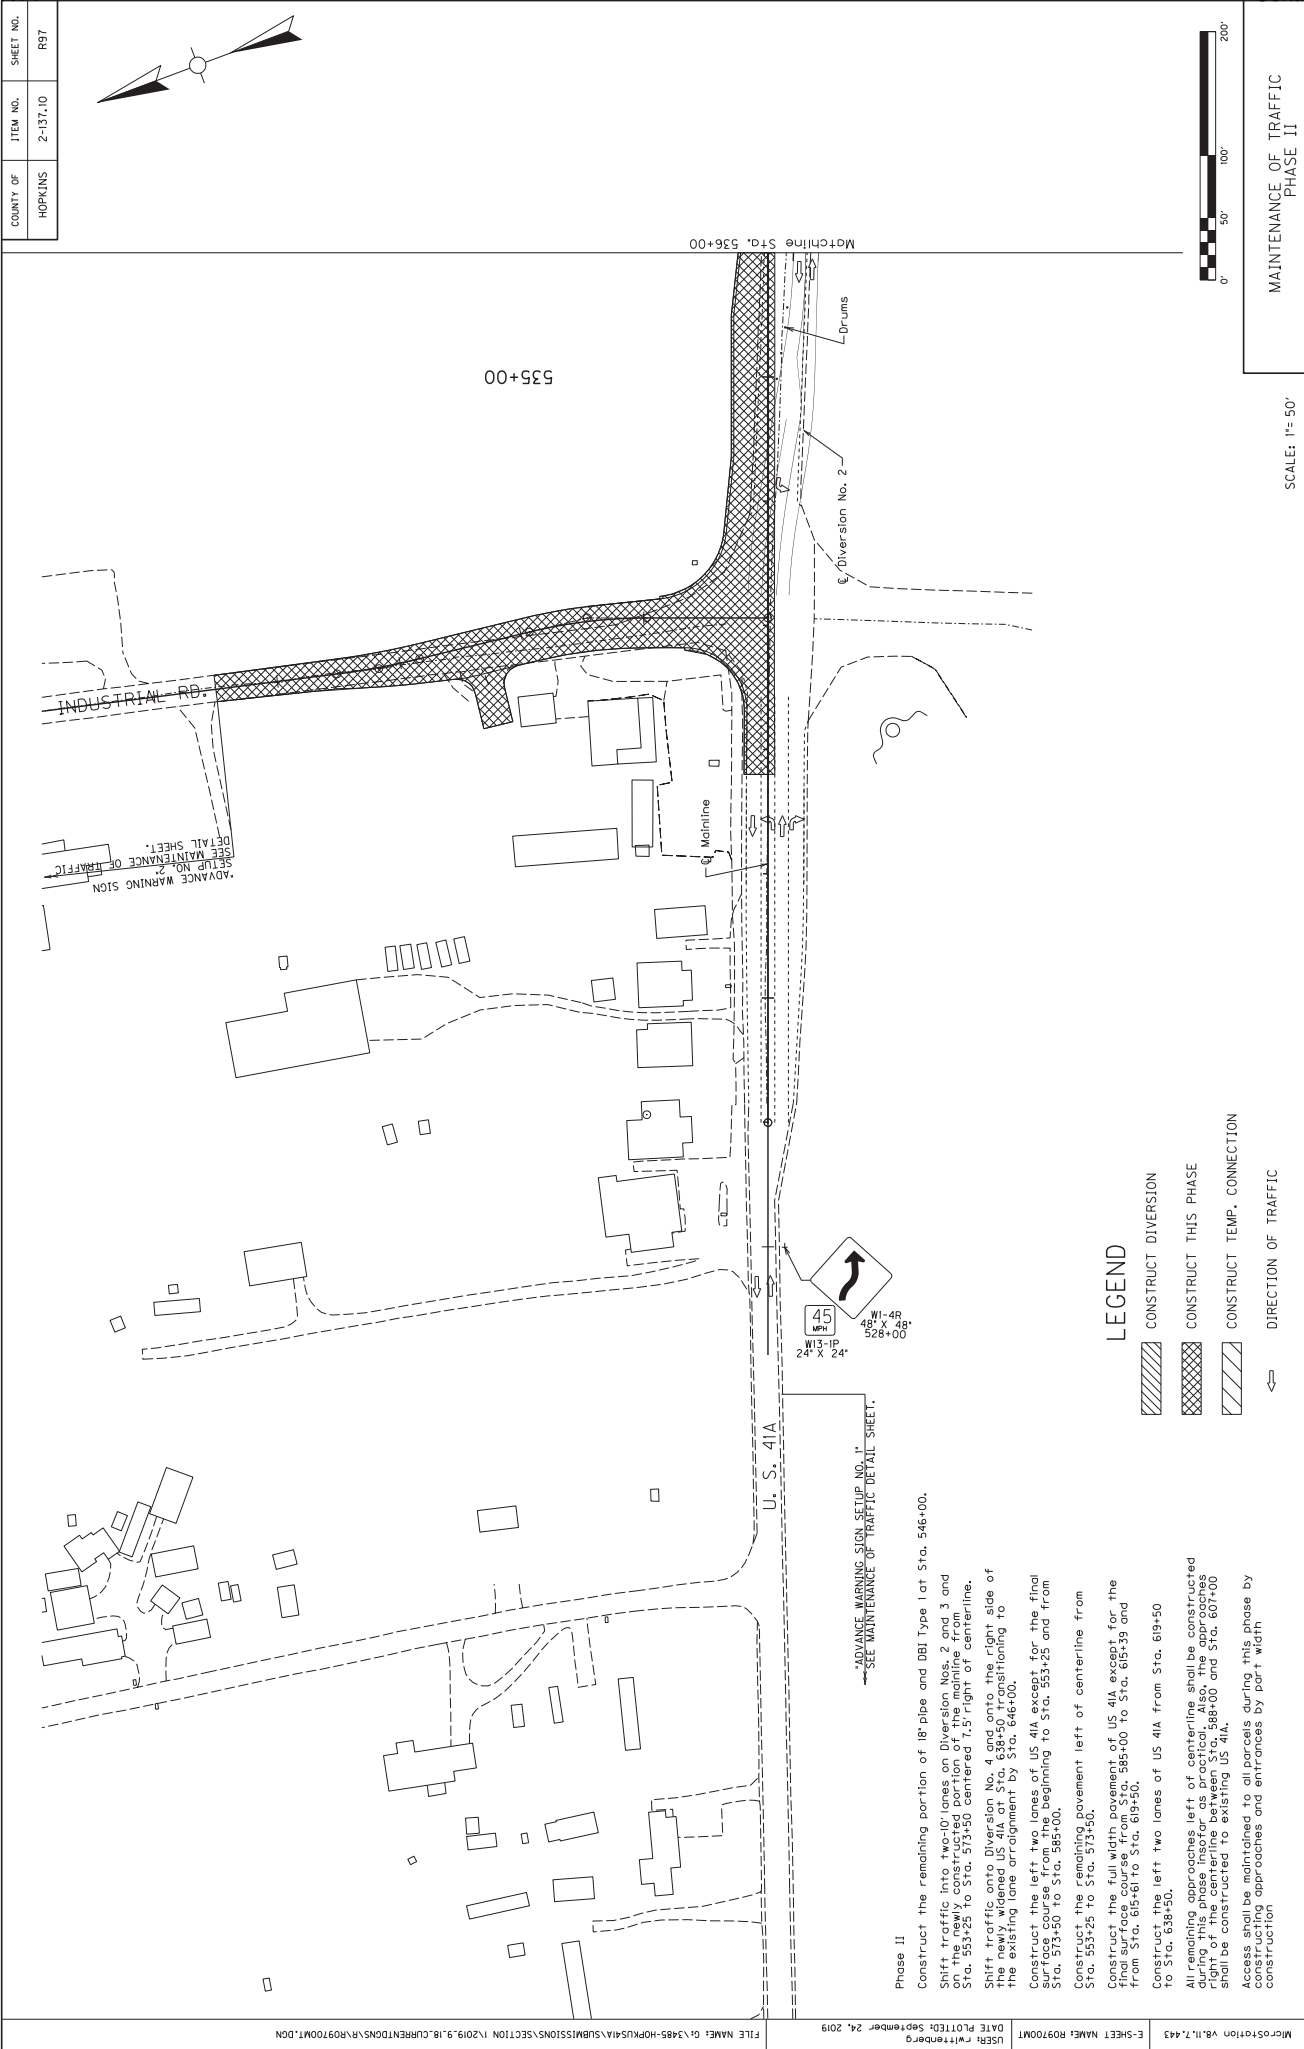 COUNTY OF
ITEM NO.
SHEET NO.
HOPKINS
2-137.10
R97
MAINTENANCE OF TRAFFIC
PHASE II
SCALE: 1"= 50'
0'
50'
100'
200'
Matchline Sta. 536+00
535+00
Drums
℄ Diversion No. 2
℄ Mainline
INDUSTRIAL RD.
"ADVANCE WARNING SIGN
SETUP NO. 2"
SEE MAINTENANCE OF TRAFFIC
DETAIL SHEET.
45
MPH
W13-1P
24" X 24"
W1-4R
48" X 48"
528+00
U. S. 41A
"ADVANCE WARNING SIGN SETUP NO. 1"
SEE MAINTENANCE OF TRAFFIC DETAIL SHEET.
LEGEND
CONSTRUCT DIVERSION
CONSTRUCT THIS PHASE
CONSTRUCT TEMP. CONNECTION
DIRECTION OF TRAFFIC
Phase II
Construct the remaining portion of 18" pipe and DBI Type 1 at Sta. 546+00.
Shift traffic into two-10' lanes on Diversion Nos. 2 and 3 and
on the newly constructed portion of the mainline from
Sta. 553+25 to Sta. 573+50 centered 7.5' right of centerline.
Shift traffic onto Diversion No. 4 and onto the right side of
the newly widened US 41A at Sta. 638+50 transitioning to
the existing lane arraignment by Sta. 646+00.
Construct the left two lanes of US 41A except for the final
surface course from the beginning to Sta. 553+25 and from
Sta. 573+50 to Sta. 585+00.
Construct the remaining pavement left of centerline from
Sta. 553+25 to Sta. 573+50.
Construct the full width pavement of US 41A except for the
final surface course from Sta. 585+00 to Sta. 615+39 and
from Sta. 615+61 to Sta. 619+50.
Construct the left two lanes of US 41A from Sta. 619+50
to Sta. 638+50.
All remaining approaches left of centerline shall be constructed
during this phase insofar as practical. Also, the approaches
right of the centerline between Sta. 588+00 and Sta. 607+00
shall be constructed to existing US 41A.
Access shall be maintained to all parcels during this phase by
constructing approaches and entrances by part width
construction
FILE NAME: G:\3485-HOPKUS41A\SUBMISSIONS\SECTION 1\2019_9_18_CURRENTDGNS\R\R09700MT.DGN
USER: rwittenberg
DATE PLOTTED: September 24, 2019
E-SHEET NAME: R09700MT
MicroStation v8.11.7.443